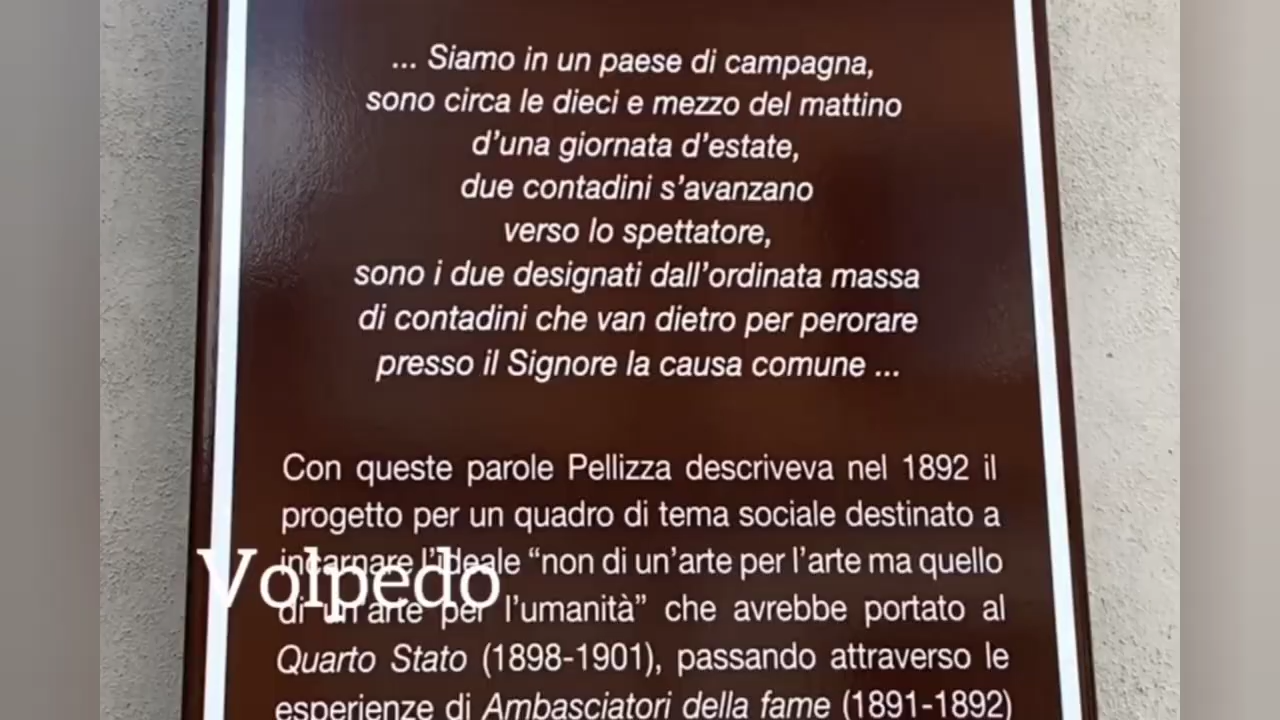 ... Siamo in un paese di campagna,
sono circa le dieci e mezzo del mattino
d'una giornata d'estate,
due contadini s'avanzano
verso lo spettatore,
sono i due designati dall'ordinata massa
di contadini che van dietro per perorare
presso il Signore la causa comune ...
Con queste parole Pellizza descriveva nel 1892 il
progetto per un quadro di tema sociale destinato a
incarnare l'ideale “non di un'arte per l'arte ma quello
di un'arte per l'umanità” che avrebbe portato al
Quarto Stato (1898-1901), passando attraverso le
esperienze di Ambasciatori della fame (1891-1892)
Volpedo